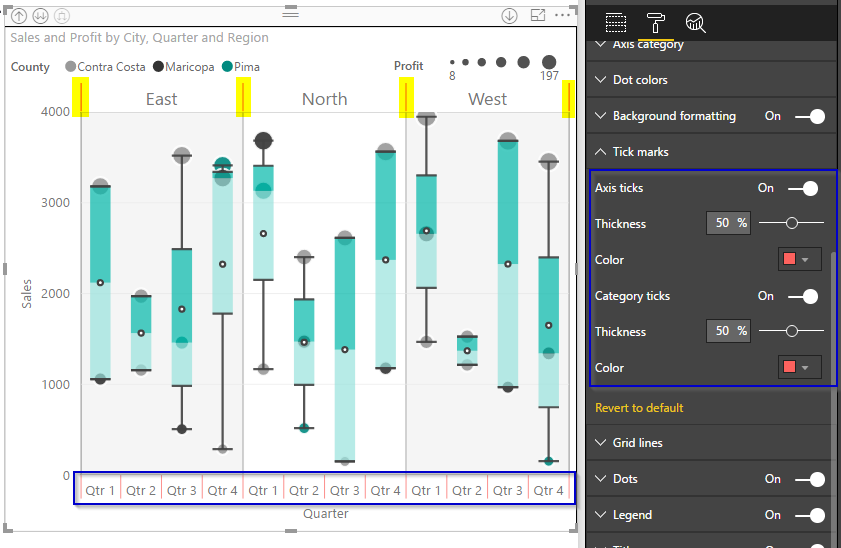 Sales and Profit by City, Quarter and Region
County Contra Costa Maricopa Pima
Profit
8 197
East North West
4000
3000
2000
1000
0
Sales
Qtr 1 Qtr 2 Qtr 3 Qtr 4 Qtr 1 Qtr 2 Qtr 3 Qtr 4 Qtr 1 Qtr 2 Qtr 3 Qtr 4
Quarter
Axis category
Dot colors
Background formatting On
Tick marks
Axis ticks On
Thickness 50 %
Color
Category ticks On
Thickness 50 %
Color
Revert to default
Grid lines
Dots On
Legend On